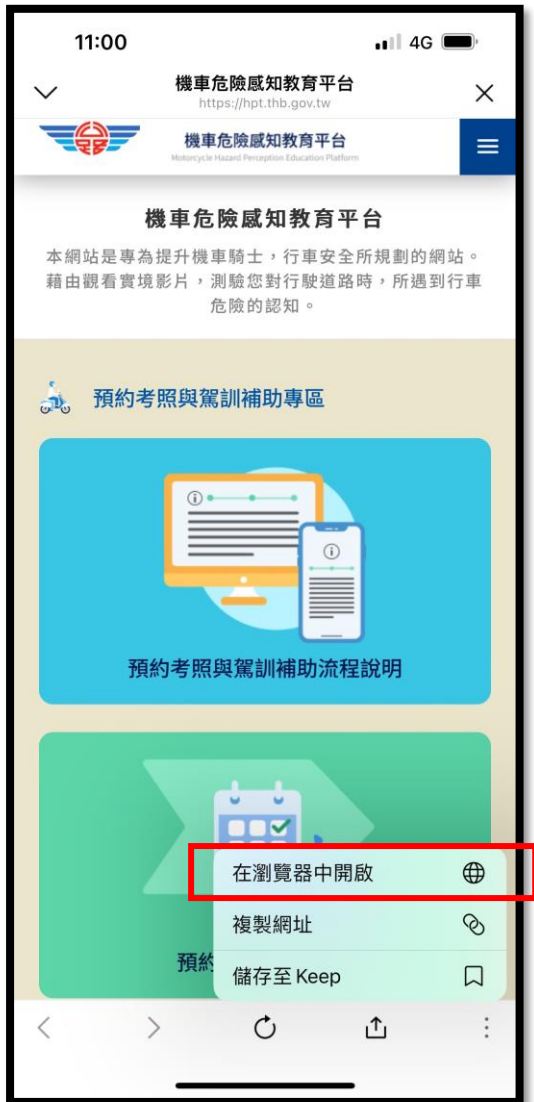 11:00
4G
機車危險感知教育平台
https://hpt.thb.gov.tw
機車危險感知教育平台
Motorcycle Hazard Perception Education Platform
機車危險感知教育平台
本網站是專為提升機車騎士，行車安全所規劃的網站。
藉由觀看實境影片，測驗您對行駛道路時，所遇到行車
危險的認知。
預約考照與駕訓補助專區
預約考照與駕訓補助流程說明
在瀏覽器中開啟
複製網址
預約
儲存至 Keep